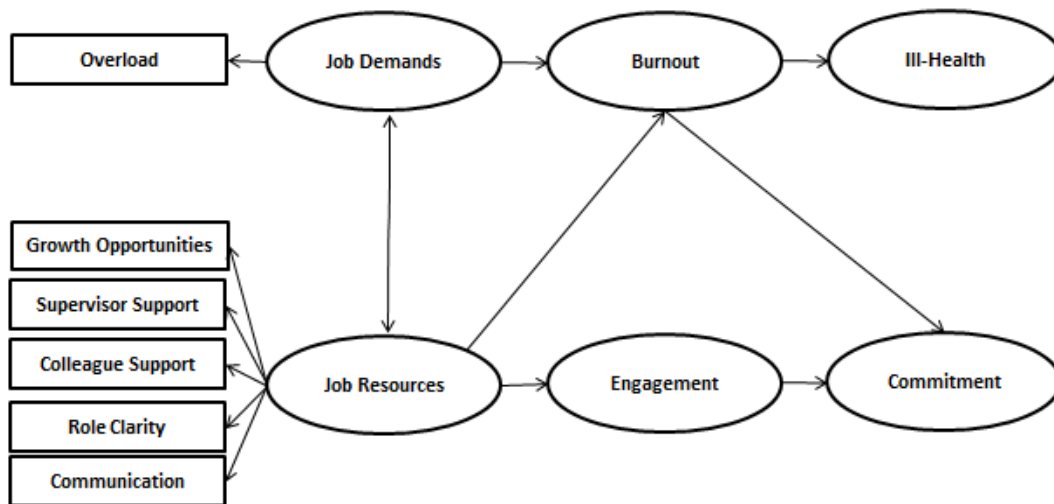 Overload
Job Demands
Burnout
Ill-Health
Growth Opportunities
Supervisor Support
Colleague Support
Role Clarity
Communication
Job Resources
Engagement
Commitment